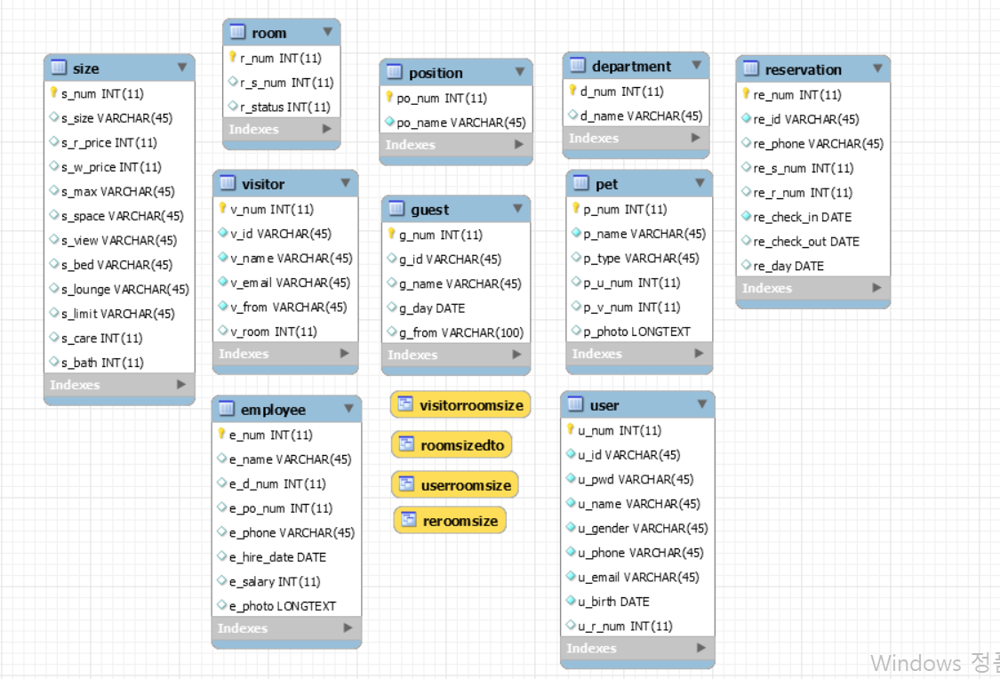 size
s_num INT(11)
s_size VARCHAR(45)
s_r_price INT(11)
s_w_price INT(11)
s_max VARCHAR(45)
s_space VARCHAR(45)
s_view VARCHAR(45)
s_bed VARCHAR(45)
s_lounge VARCHAR(45)
s_limit VARCHAR(45)
s_care INT(11)
s_bath INT(11)
Indexes
room
r_num INT(11)
r_s_num INT(11)
r_status INT(11)
Indexes
visitor
v_num INT(11)
v_id VARCHAR(45)
v_name VARCHAR(45)
v_email VARCHAR(45)
v_from VARCHAR(45)
v_room INT(11)
Indexes
employee
e_num INT(11)
e_name VARCHAR(45)
e_d_num INT(11)
e_po_num INT(11)
e_phone VARCHAR(45)
e_hire_date DATE
e_salary INT(11)
e_photo LONGTEXT
Indexes
position
po_num INT(11)
po_name VARCHAR(45)
Indexes
guest
g_num INT(11)
g_id VARCHAR(45)
g_name VARCHAR(45)
g_day DATE
g_from VARCHAR(100)
Indexes
visitorroomsize
roomsizedto
userroomsize
reroomsize
department
d_num INT(11)
d_name VARCHAR(45)
Indexes
pet
p_num INT(11)
p_name VARCHAR(45)
p_type VARCHAR(45)
p_u_num INT(11)
p_v_num INT(11)
p_photo LONGTEXT
Indexes
user
u_num INT(11)
u_id VARCHAR(45)
u_pwd VARCHAR(45)
u_name VARCHAR(45)
u_gender VARCHAR(45)
u_phone VARCHAR(45)
u_email VARCHAR(45)
u_birth DATE
u_r_num INT(11)
Indexes
reservation
re_num INT(11)
re_id VARCHAR(45)
re_phone VARCHAR(45)
re_s_num INT(11)
re_r_num INT(11)
re_check_in DATE
re_check_out DATE
re_day DATE
Indexes
Windows 정